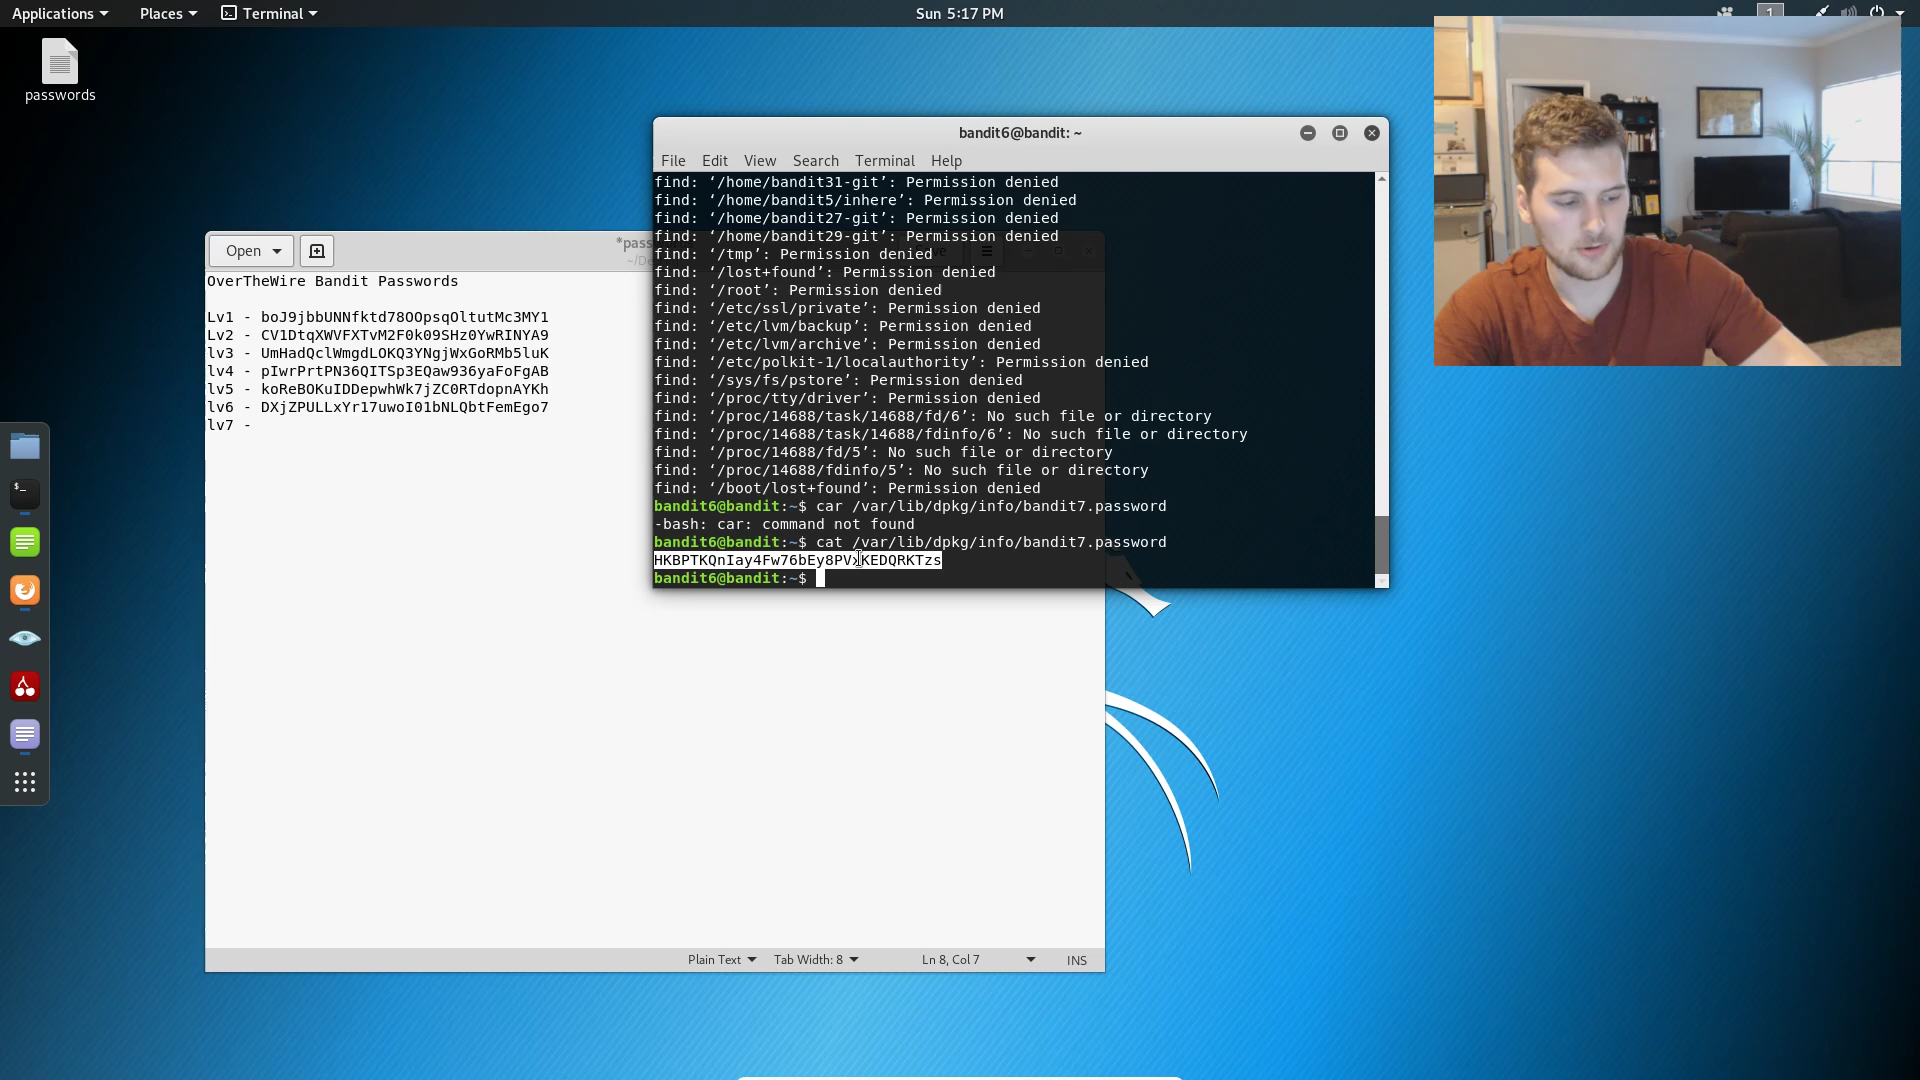 Applications
Places
Terminal
Sun 5:17 PM
1
passwords
Open
*pass
~/De
OverTheWire Bandit Passwords
Lv1 - boJ9jbbUNNfktd78OOpsqOltutMc3MY1
Lv2 - CV1DtqXWVFXTvM2F0k09SHz0YwRINYA9
lv3 - UmHadQclWmgdLOKQ3YNgjWxGoRMb5luK
lv4 - pIwrPrtPN36QITSp3EQaw936yaFoFgAB
lv5 - koReBOKuIDDepwhWk7jZC0RTdopnAYKh
lv6 - DXjZPULLxYr17uwoI01bNLQbtFemEgo7
lv7 -
Plain Text
Tab Width: 8
Ln 8, Col 7
INS
bandit6@bandit: ~
File Edit View Search Terminal Help
find: ‘/home/bandit31-git’: Permission denied
find: ‘/home/bandit5/inhere’: Permission denied
find: ‘/home/bandit27-git’: Permission denied
find: ‘/home/bandit29-git’: Permission denied
find: ‘/tmp’: Permission denied
find: ‘/lost+found’: Permission denied
find: ‘/root’: Permission denied
find: ‘/etc/ssl/private’: Permission denied
find: ‘/etc/lvm/backup’: Permission denied
find: ‘/etc/lvm/archive’: Permission denied
find: ‘/etc/polkit-1/localauthority’: Permission denied
find: ‘/sys/fs/pstore’: Permission denied
find: ‘/proc/tty/driver’: Permission denied
find: ‘/proc/14688/task/14688/fd/6’: No such file or directory
find: ‘/proc/14688/task/14688/fdinfo/6’: No such file or directory
find: ‘/proc/14688/fd/5’: No such file or directory
find: ‘/proc/14688/fdinfo/5’: No such file or directory
find: ‘/boot/lost+found’: Permission denied
bandit6@bandit:~$ car /var/lib/dpkg/info/bandit7.password
-bash: car: command not found
bandit6@bandit:~$ cat /var/lib/dpkg/info/bandit7.password
HKBPTKQnIay4Fw76bEy8PVxKEDQRKTzs
bandit6@bandit:~$